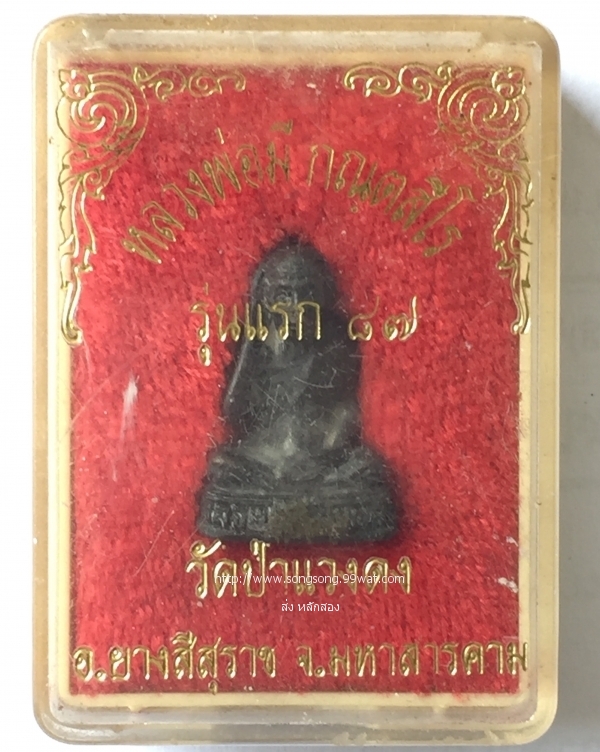 หลวงพ่อมี กณฺตสีโร
รุ่นแรก ๘๗
วัดป่าแวงดง
http://www.songsong.99wat.com
ส่ง หลักสอง
อ.ยางสีสุราช จ.มหาสารคาม